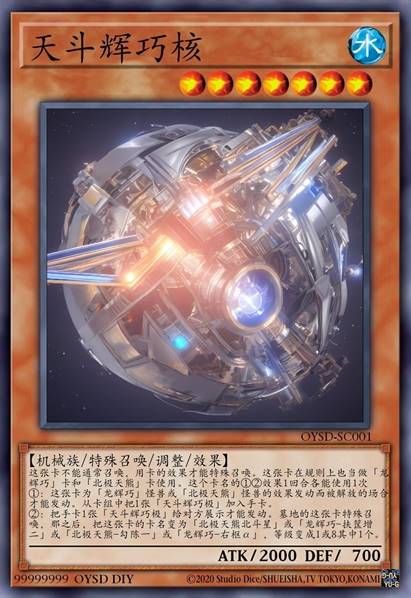 天斗辉巧核
水
OYSD-SC001
【机械族/特殊召唤/调整/效果】
这张卡不能通常召唤，用卡的效果才能特殊召唤。这张卡在规则上也当做「龙
辉巧」卡和「北极天熊」卡使用。这个卡名的①②效果1回合各能使用1次
①：这张卡为「龙辉巧」怪兽或「北极天熊」怪兽的效果发动而被解放的场合
才能发动。从卡组中把1张「天斗辉巧极」加入手卡。
②：把手卡1张「天斗辉巧极」给对方展示才能发动。墓地的这张卡特殊召
唤，那之后，把这张卡的卡名变为「北极天熊北斗星」或「龙辉巧-扶筐增
二」或「北极天熊-勾陈一」或「龙辉巧-右枢α」，等级变成1或8其中1个。
ATK/2000 DEF/ 700
99999999 OYSD DIY
©2020 Studio Dice/SHUEISHA,TV TOKYO,KONAMI